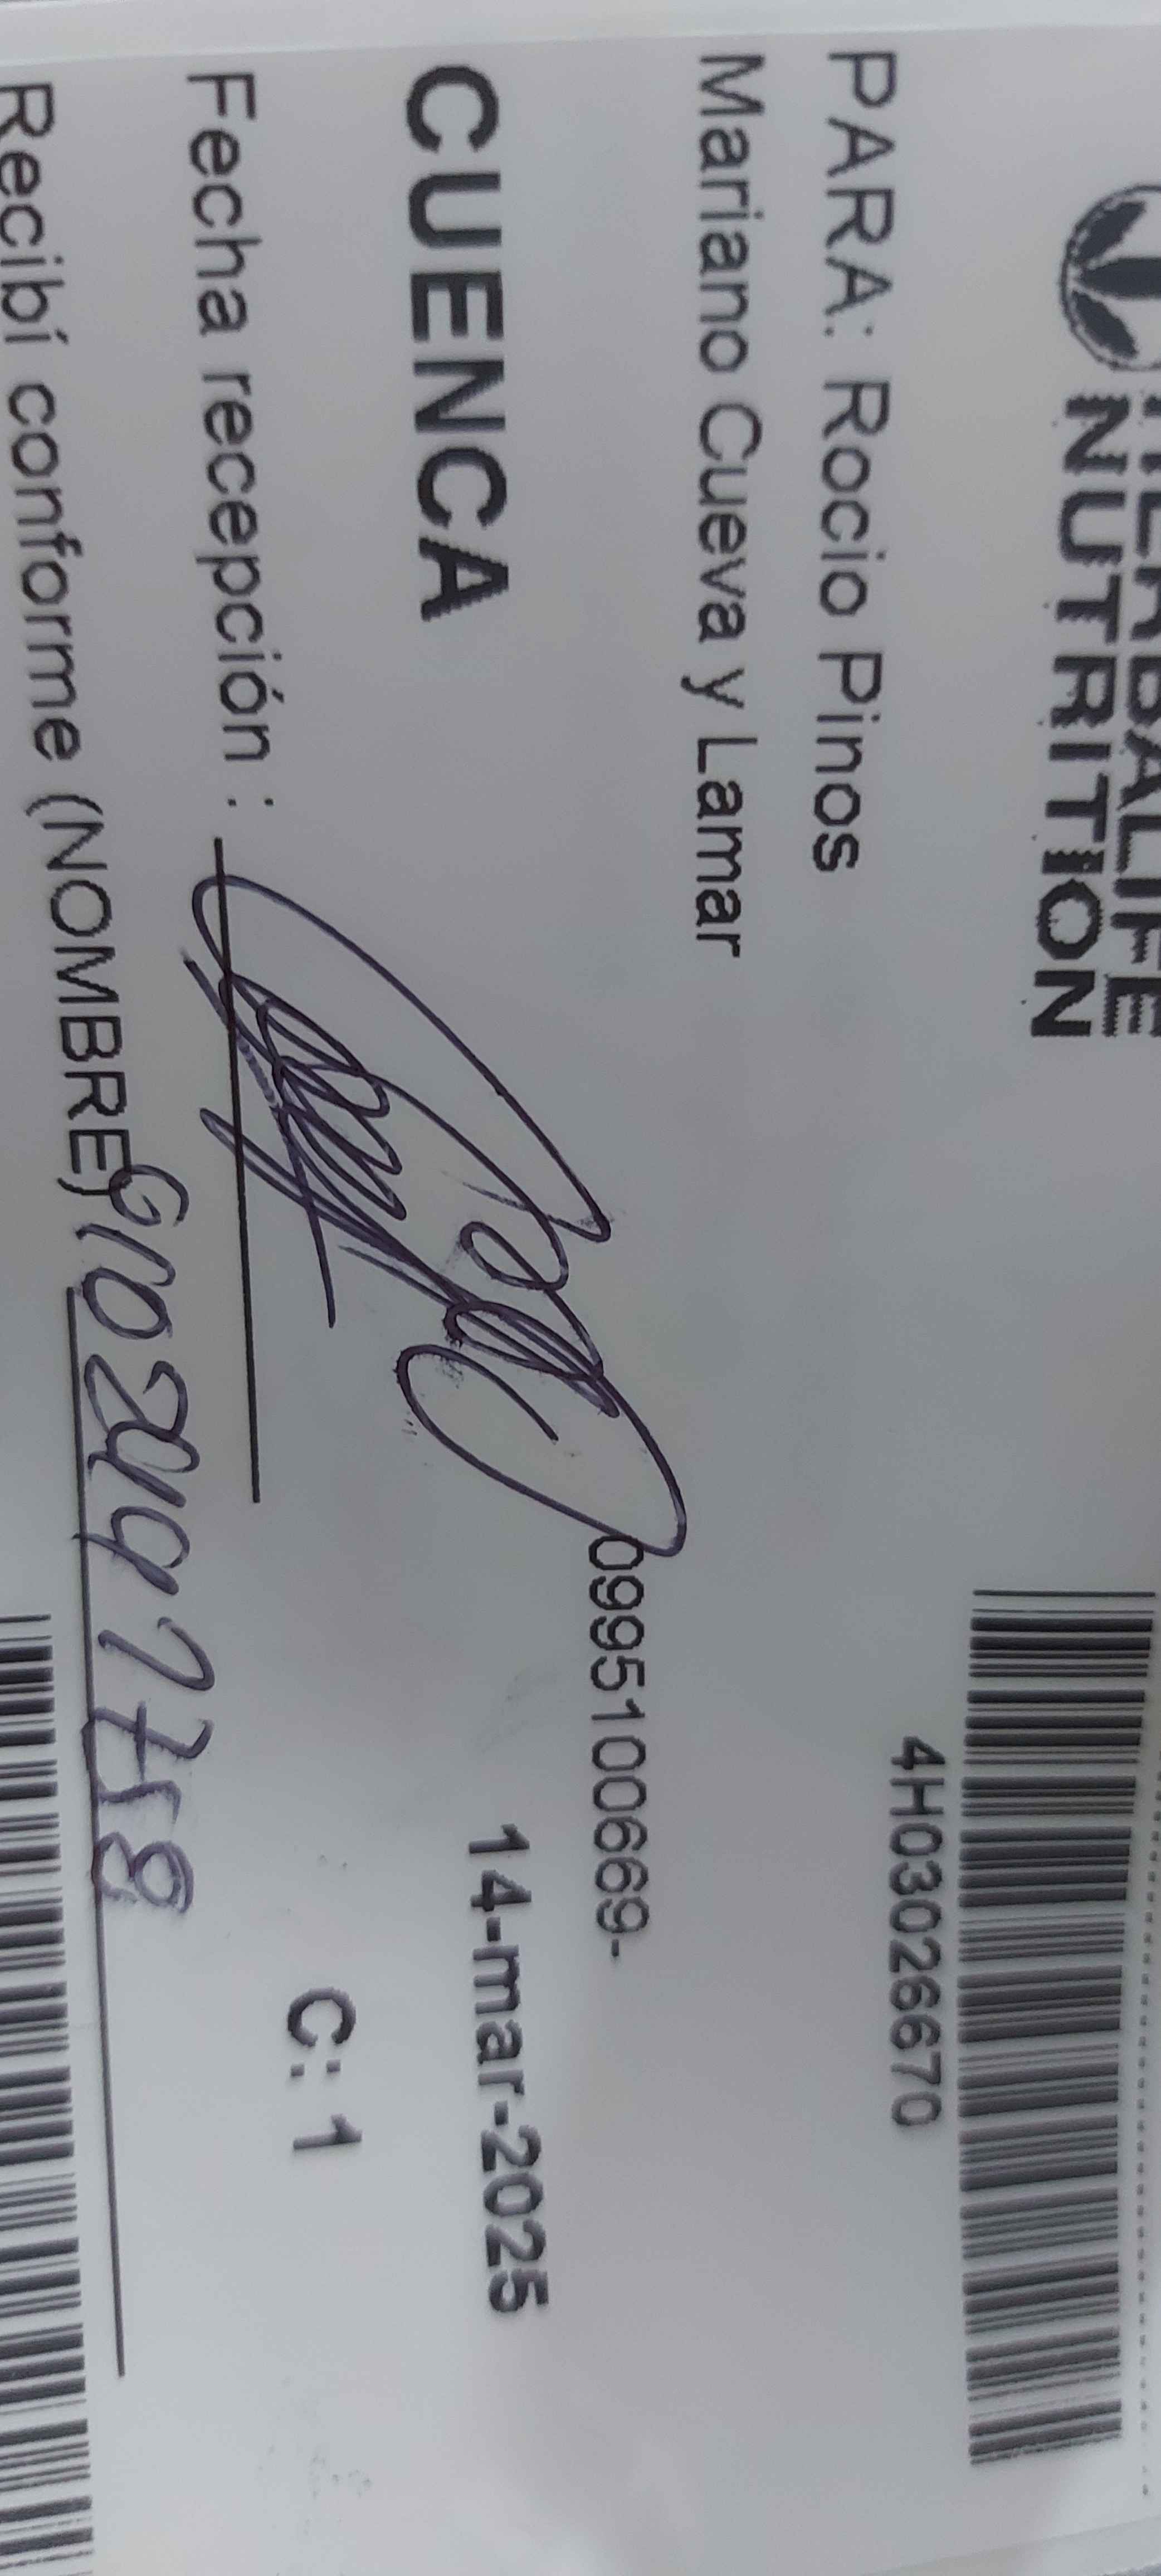 HERBALIFE
NUTRITION
4H03026670
PARA: Rocio Pinos
Mariano Cueva y Lamar
0995100669-
CUENCA
14-mar-2025
Fecha recepción :
C: 1
Recibí conforme (NOMBRE)